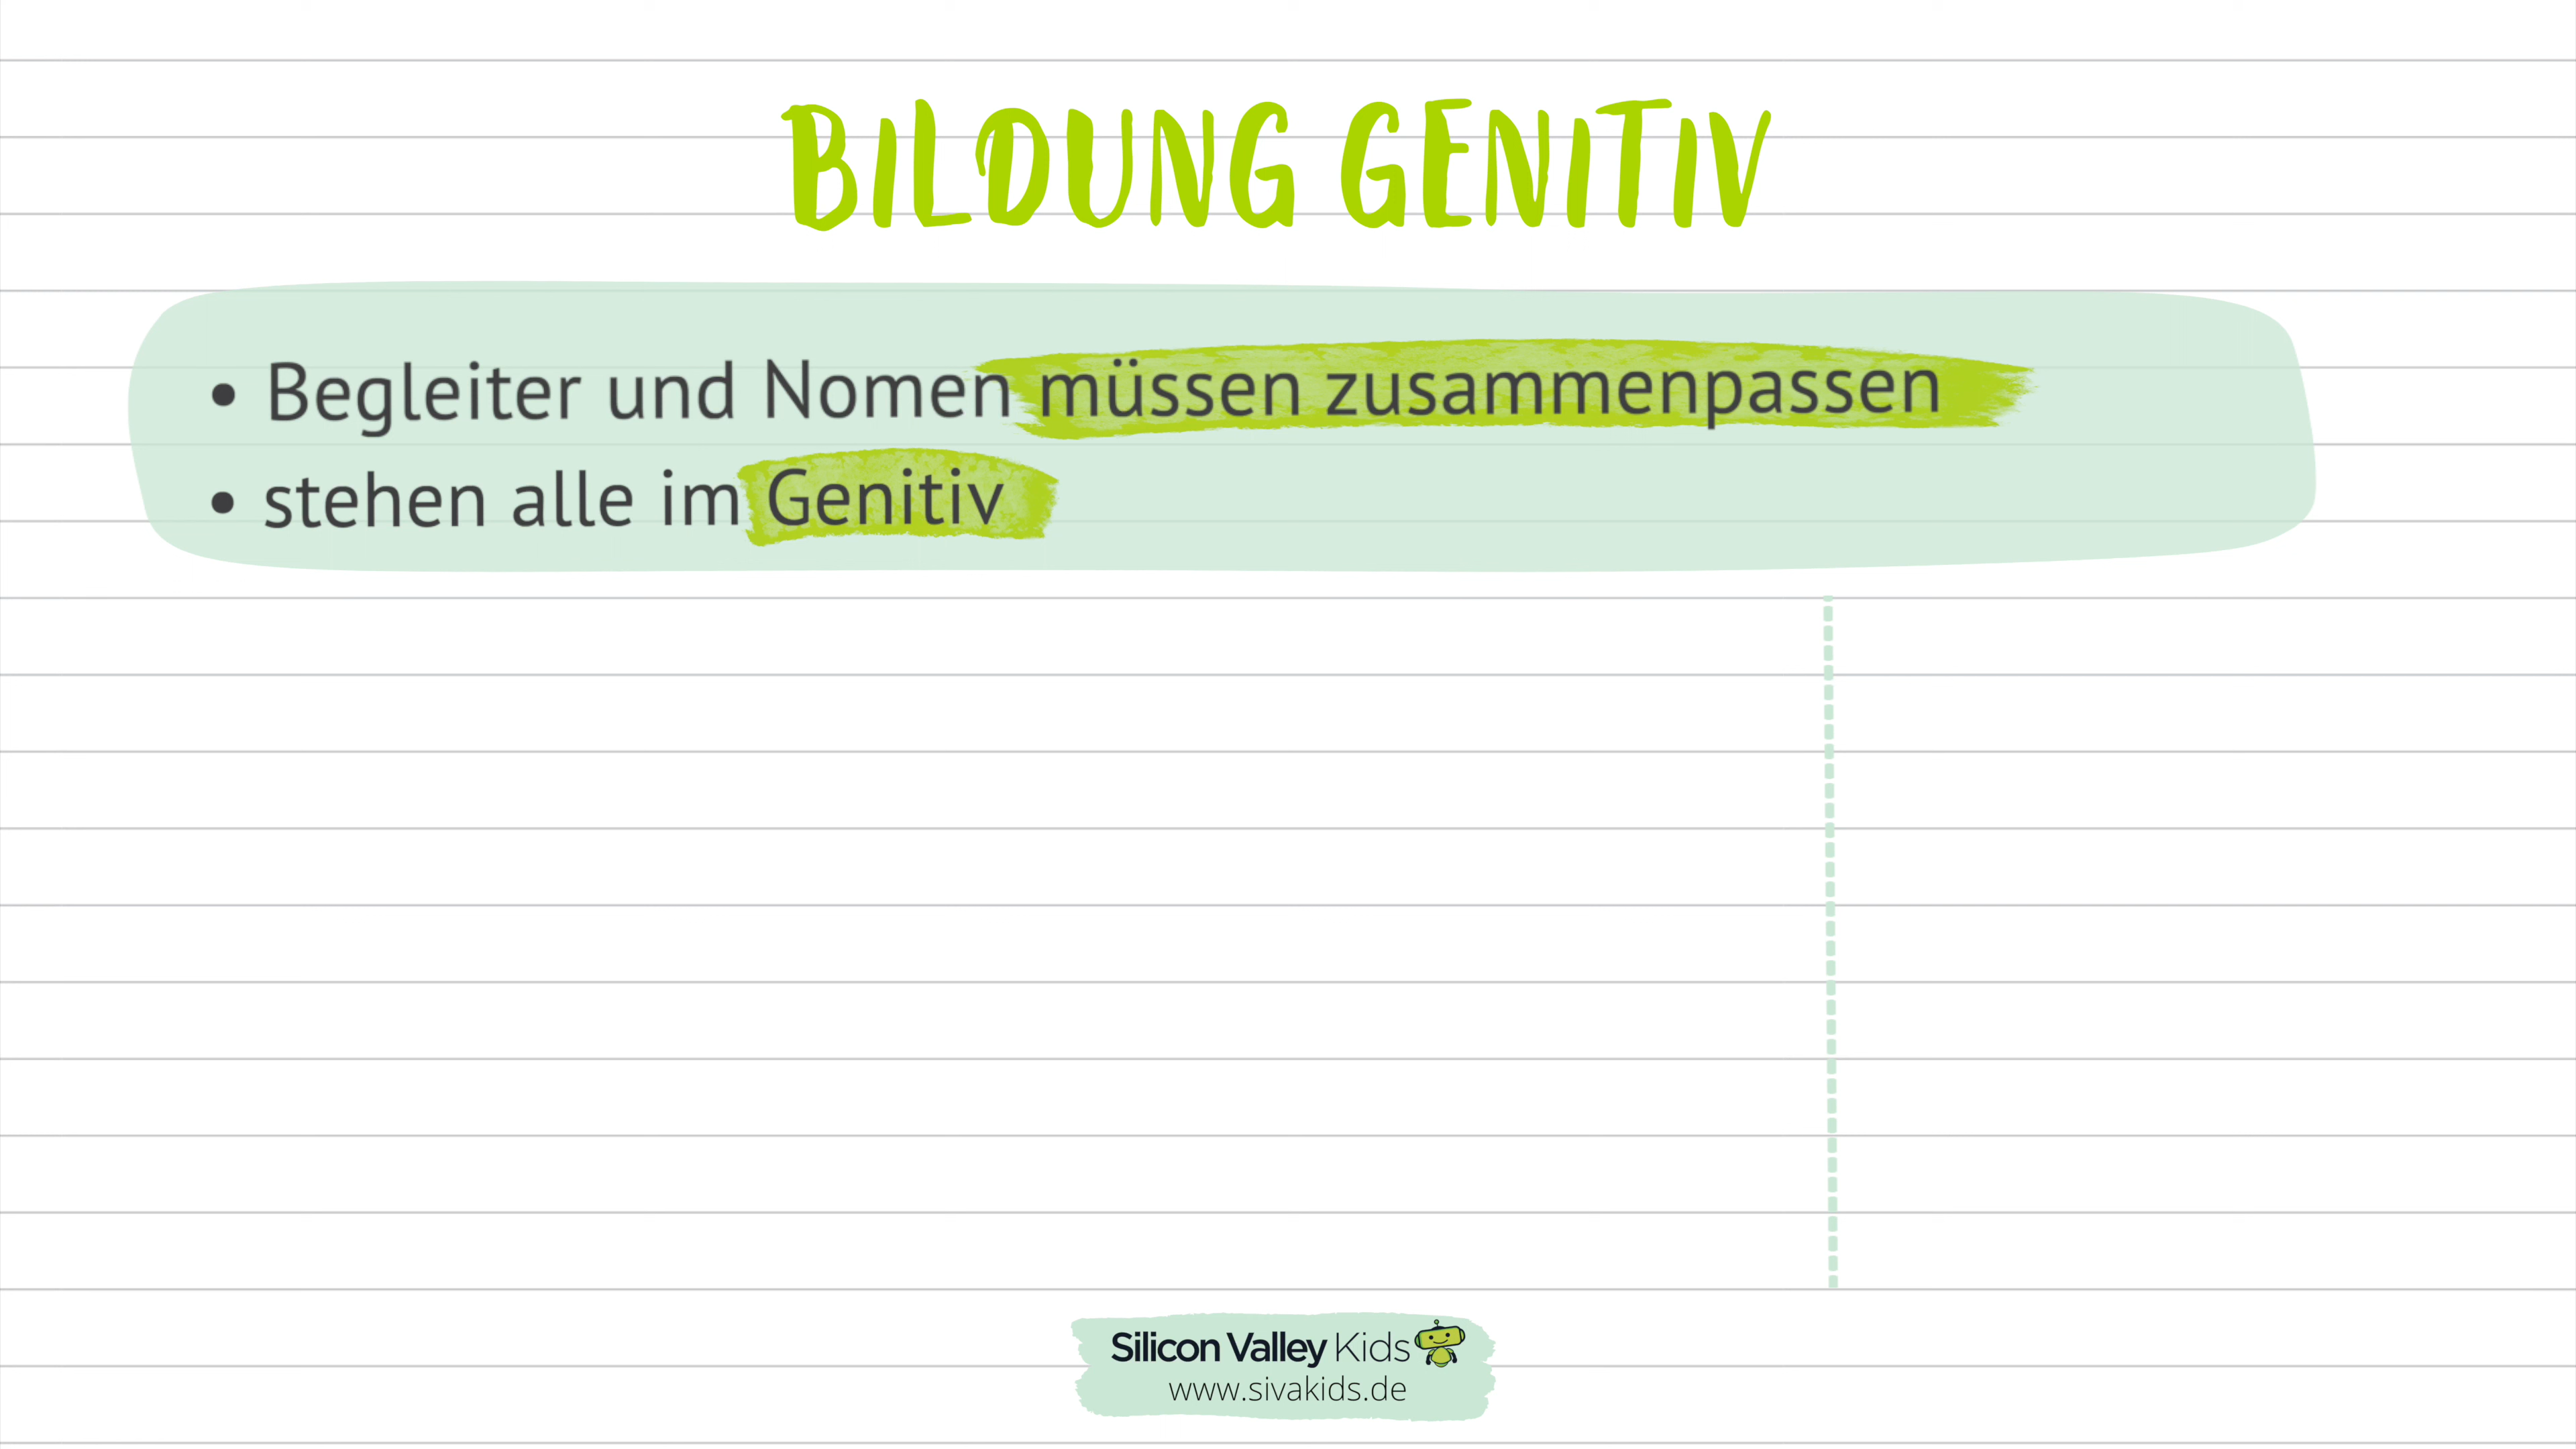 BILDUNG GENITIV
• Begleiter und Nomen müssen zusammenpassen
• stehen alle im Genitiv
Silicon Valley Kids
www.sivakids.de